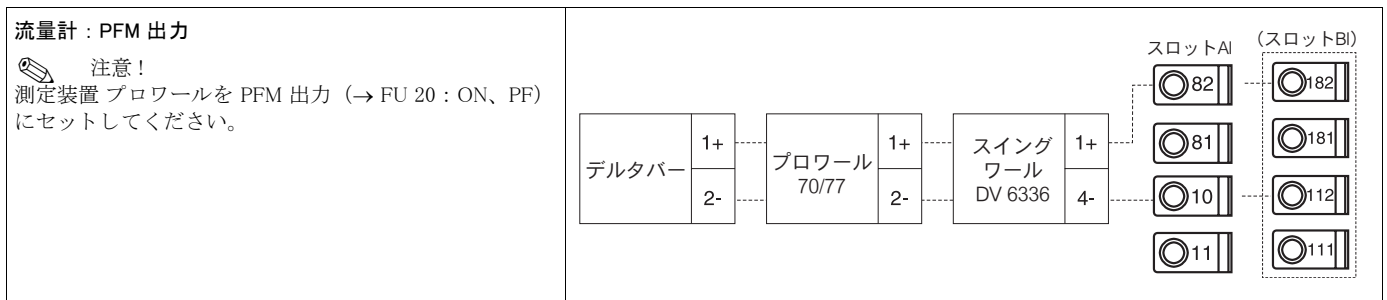 流量計：PFM 出力
注意！
測定装置 プロワールを PFM 出力（→ FU 20：ON、PF）
にセットしてください。
スロットAI
(スロットBI)
82
182
81
181
10
112
11
111
デルタバー
1+
2-
プロワール
70/77
1+
2-
スイング
ワール
DV 6336
1+
4-